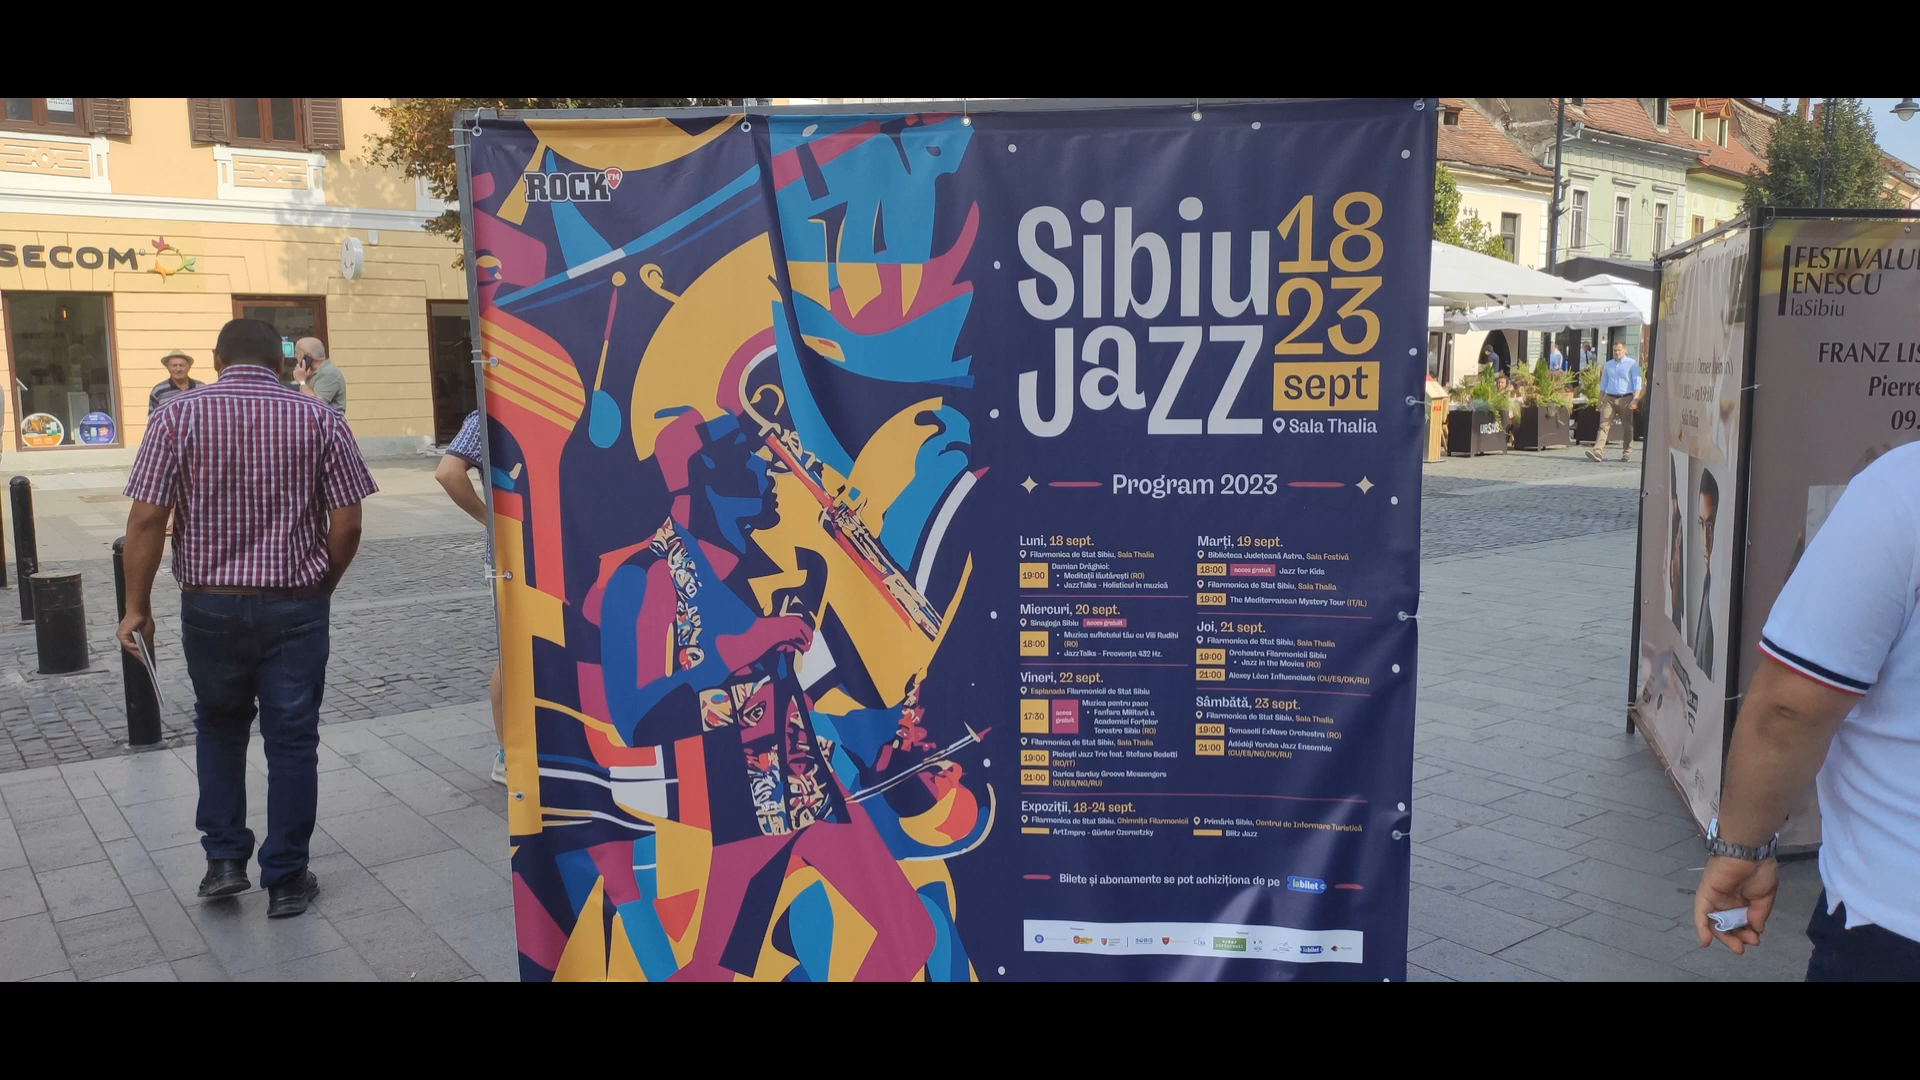 SECOM
ROCK FM
Sibiu
Jazz
18
23
sept
Sala Thalia
Program 2023
Luni, 18 sept.
Filarmonica de Stat Sibiu, Sala Thalia
19:00
Damian Drăghici:
• Meditații lăutărești (RO)
• JazzTalks - Holisticul în muzică
Marți, 19 sept.
Biblioteca Județeană Astra, Sala Festivă
18:00 acces gratuit Jazz for Kids
Filarmonica de Stat Sibiu, Sala Thalia
19:00 The Mediterranean Mystery Tour (IT/IL)
Miercuri, 20 sept.
Sinagoga Sibiu acces gratuit
18:00
• Muzica sufletului tău cu Vili Rudihi
(RO)
• JazzTalks - Frecvența 432 Hz.
Joi, 21 sept.
Filarmonica de Stat Sibiu, Sala Thalia
19:00 Orchestra Filarmonicii Sibiu
• Jazz in the Movies (RO)
21:00 Alexey Léon Influenciado (CU/ES/DK/RU)
Vineri, 22 sept.
Esplanada Filarmonicii de Stat Sibiu
17:30 acces gratuit
Muzica pentru pace
• Fanfara Militară a
Academiei Forțelor
Terestre Sibiu (RO)
Filarmonica de Stat Sibiu, Sala Thalia
19:00 Ploiești Jazz Trio feat. Stefano Bedetti
(RO/IT)
21:00 Carlos Sarduy Groove Messengers
(CU/ES/NG/RU)
Sâmbătă, 23 sept.
Filarmonica de Stat Sibiu, Sala Thalia
19:00 Tomaselli ExNovo Orchestra (RO)
21:00 Adédèjì Yoruba Jazz Ensemble
(CU/ES/NG/DK/RU)
Expoziții, 18-24 sept.
Filarmonica de Stat Sibiu, Chimnița Filarmonicii
ArtImpro - Günter Czernetzky
Primăria Sibiu, Centrul de Informare Turistică
Blitz Jazz
Bilete și abonamente se pot achiziționa de pe iabilet
URSUS
FESTIVALU
ENESCU
laSibiu
FRANZ LIS
Pierre
09.